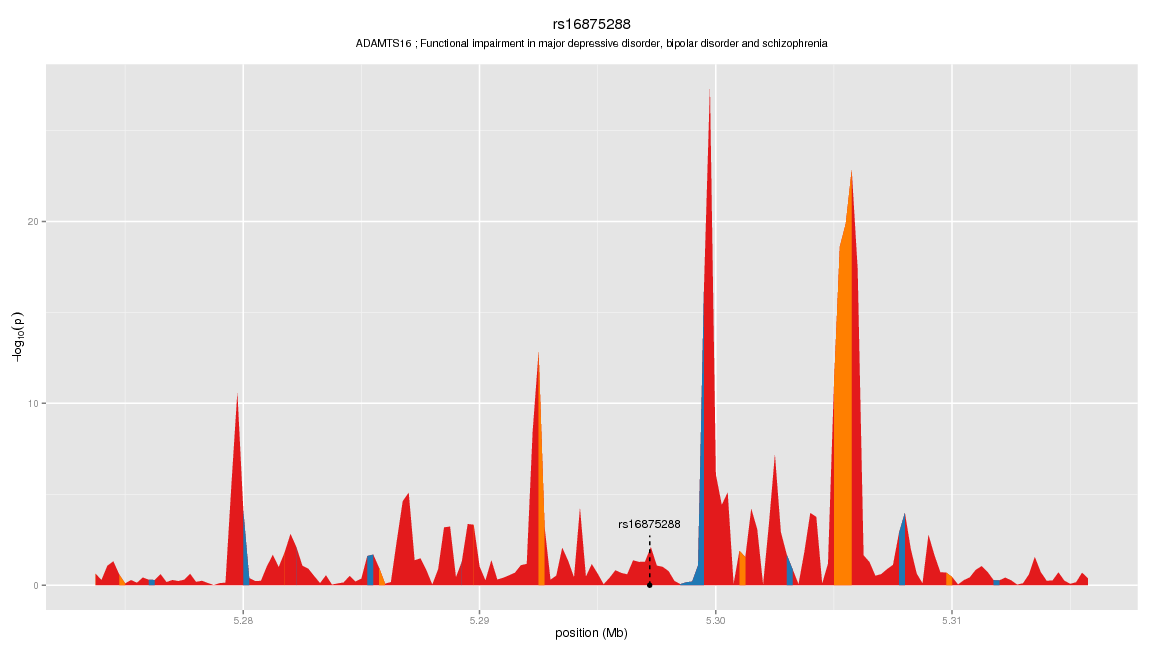 rs16875288
ADAMTS16 ; Functional impairment in major depressive disorder, bipolar disorder and schizophrenia
20
10
0
−log10(p)
rs16875288
5.28 5.29 5.30 5.31
position (Mb)